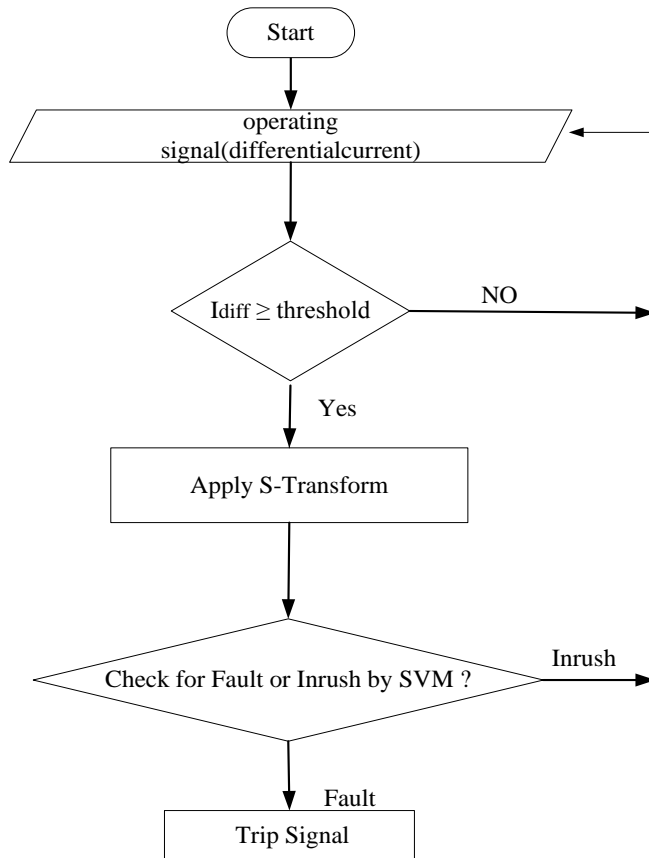 Start
operating
signal(differentialcurrent)
Idiff ≥ threshold
NO
Yes
Apply S-Transform
Check for Fault or Inrush by SVM ?
Inrush
Fault
Trip Signal